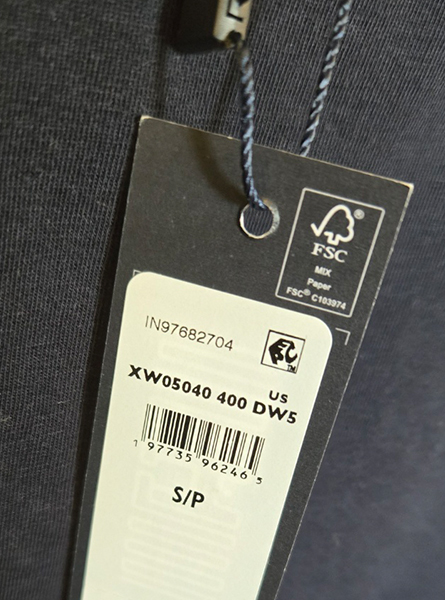 FSC®
MIX
Paper
FSC® C103974
IN97682704
US
XW05040 400 DW5
1 97735 96246 5
S/P